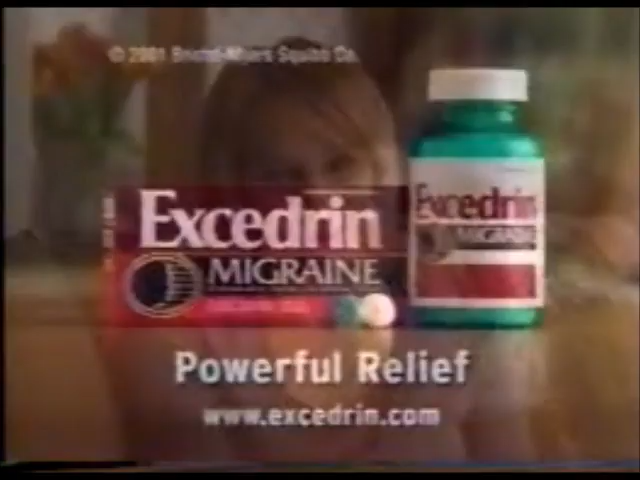 © 2001 Bristol-Myers Squibb Co.
Excedrin
MIGRAINE
Excedrin
MIGRAINE
Powerful Relief
www.excedrin.com